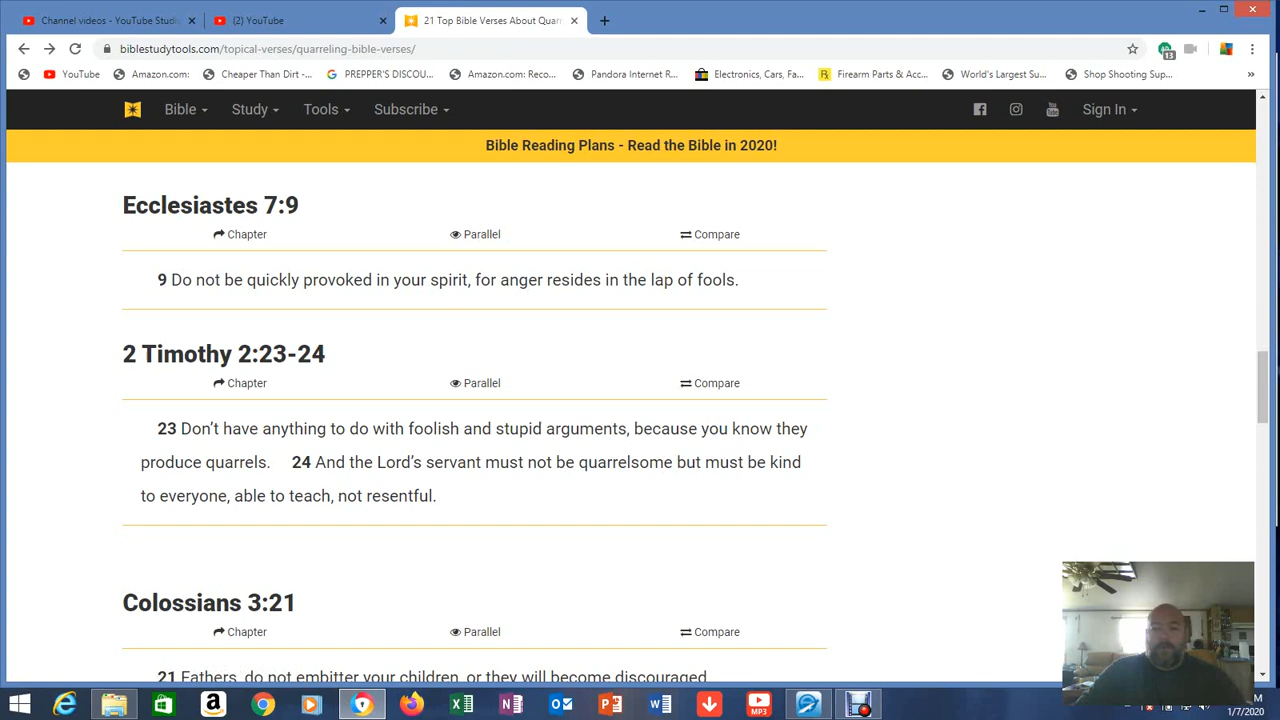 Channel videos - YouTube Studi
(2) YouTube
21 Top Bible Verses About Quar
biblestudytools.com/topical-verses/quarreling-bible-verses/
13
YouTube
Amazon.com:
Cheaper Than Dirt -...
PREPPER'S DISCOU...
Amazon.com: Reco...
Pandora Internet R...
Electronics, Cars, Fa...
Firearm Parts & Acc...
World's Largest Su...
Shop Shooting Sup...
Bible
Study
Tools
Subscribe
Sign In
Bible Reading Plans - Read the Bible in 2020!
Ecclesiastes 7:9
Chapter
Parallel
Compare
9 Do not be quickly provoked in your spirit, for anger resides in the lap of fools.
2 Timothy 2:23-24
Chapter
Parallel
Compare
23 Don't have anything to do with foolish and stupid arguments, because you know they
produce quarrels. 24 And the Lord's servant must not be quarrelsome but must be kind
to everyone, able to teach, not resentful.
Colossians 3:21
Chapter
Parallel
Compare
21 Fathers, do not embitter your children, or they will become discouraged.
MP3
M
1/7/2020